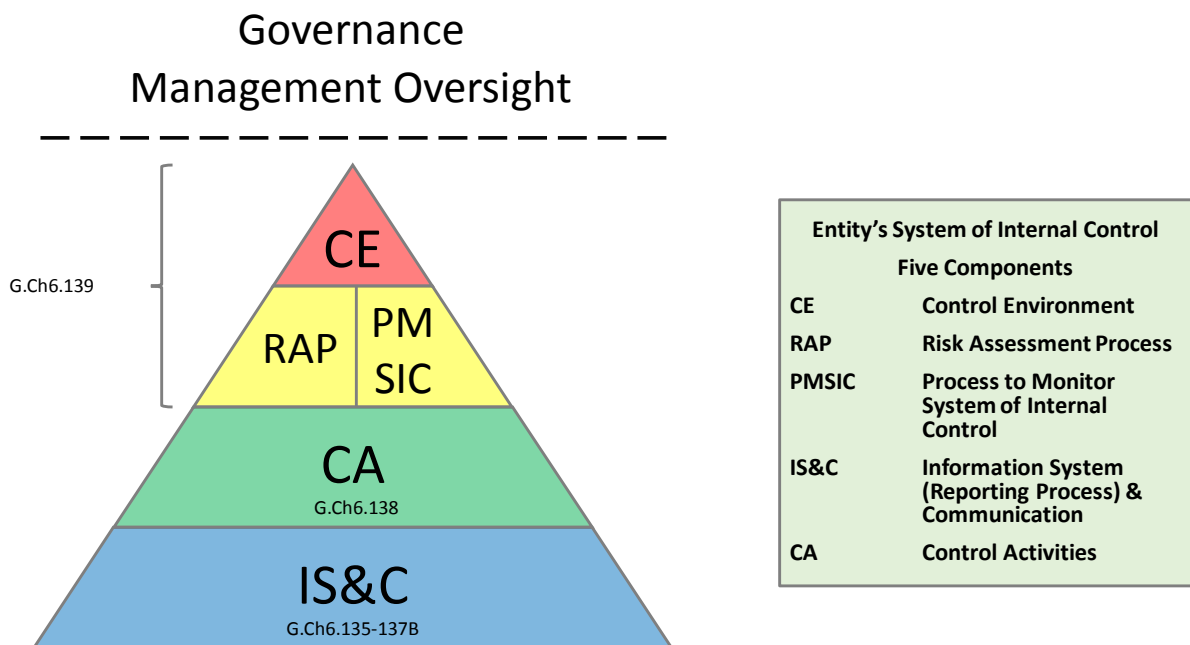 Governance
Management Oversight
G.Ch6.139
CE
RAP
PM
SIC
CA
G.Ch6.138
IS&C
G.Ch6.135-137B
Entity's System of Internal Control
Five Components
CE Control Environment
RAP Risk Assessment Process
PMSIC Process to Monitor
System of Internal
Control
IS&C Information System
(Reporting Process) &
Communication
CA Control Activities